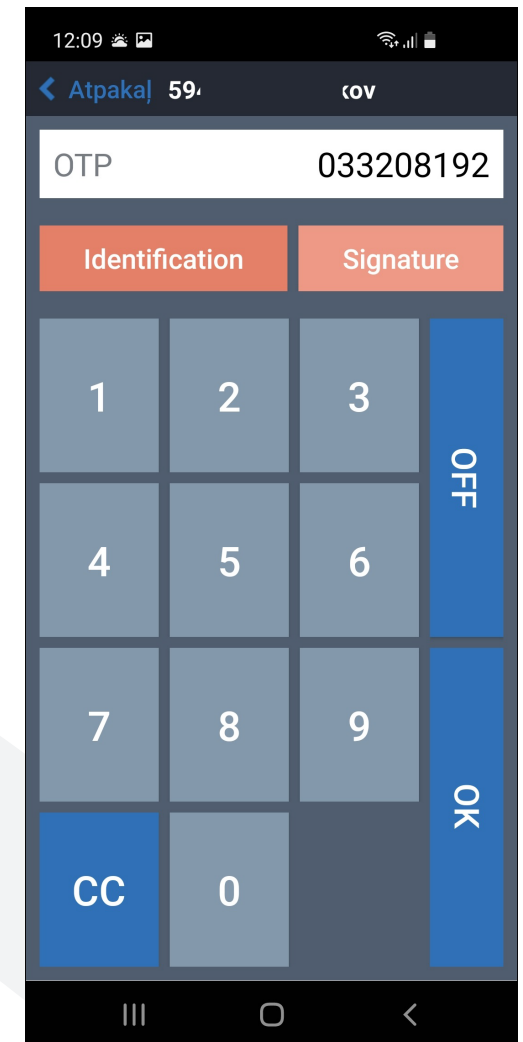 12:09
Atpakaļ 59
OTP 033208192
Identification Signature
1 2 3
OFF
4 5 6
7 8 9
OK
CC 0